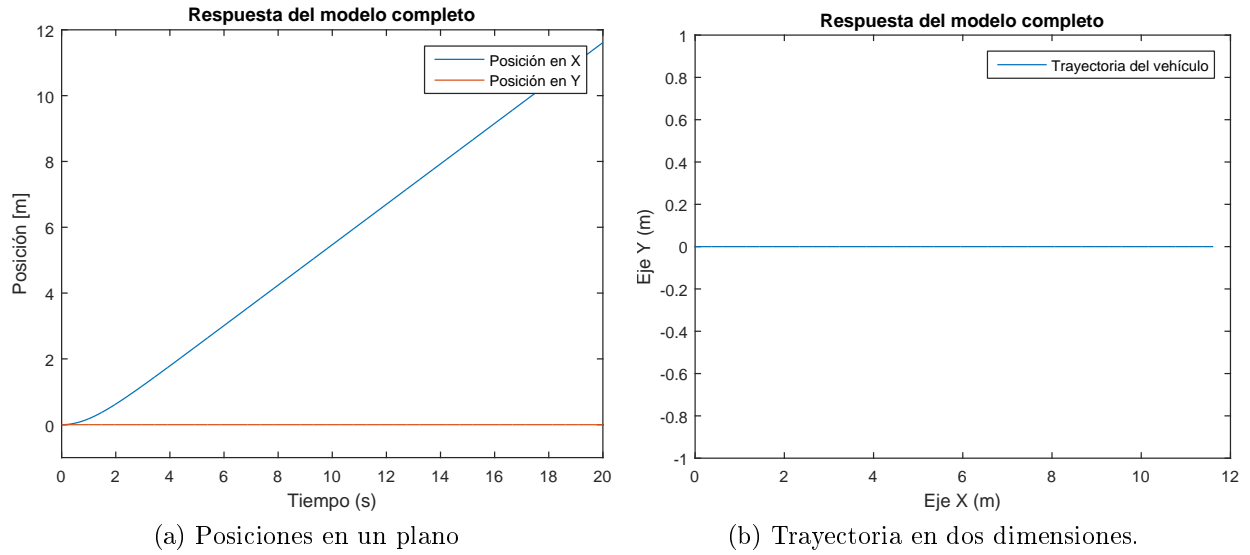 Respuesta del modelo completo
Posición en X
Posición en Y
Posición [m]
12
10
8
6
4
2
0
0 2 4 6 8 10 12 14 16 18 20
Tiempo (s)
(a) Posiciones en un plano
Respuesta del modelo completo
Trayectoria del vehículo
Eje Y (m)
1
0.8
0.6
0.4
0.2
0
-0.2
-0.4
-0.6
-0.8
-1
0 2 4 6 8 10 12
Eje X (m)
(b) Trayectoria en dos dimensiones.